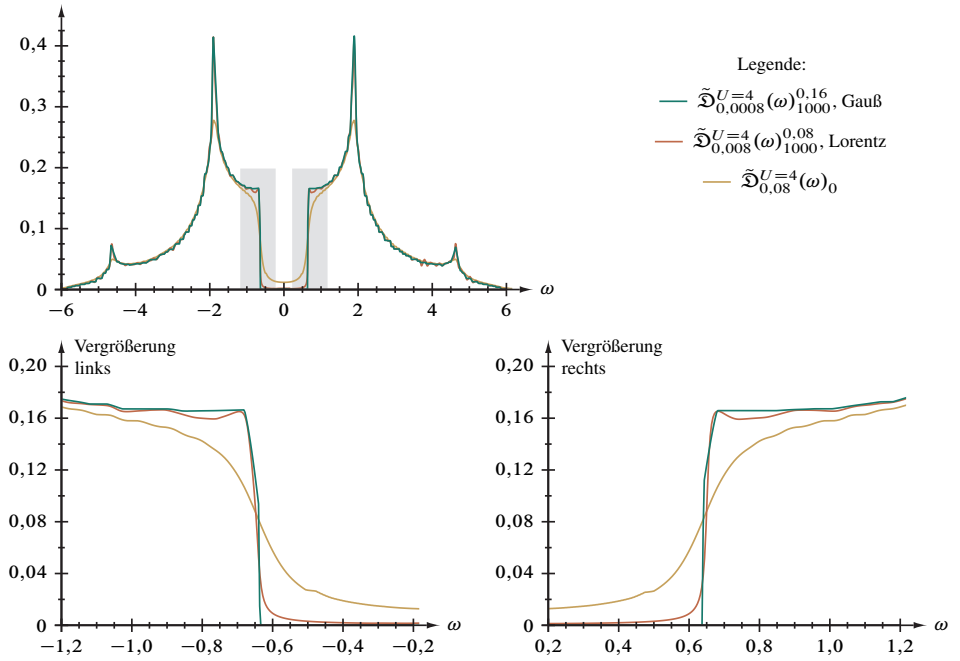 0,4
0,3
0,2
0,1
0
−6 −4 −2 0 2 4 6 ω
Legende:
𝔇̃^{U=4}_{0,0008}(ω)^{0,16}_{1000}, Gauß
𝔇̃^{U=4}_{0,008}(ω)^{0,08}_{1000}, Lorentz
𝔇̃^{U=4}_{0,08}(ω)_0
Vergrößerung
links
0,20
0,16
0,12
0,08
0,04
0
−1,2 −1,0 −0,8 −0,6 −0,4 −0,2 ω
Vergrößerung
rechts
0,20
0,16
0,12
0,08
0,04
0
0,2 0,4 0,6 0,8 1,0 1,2 ω